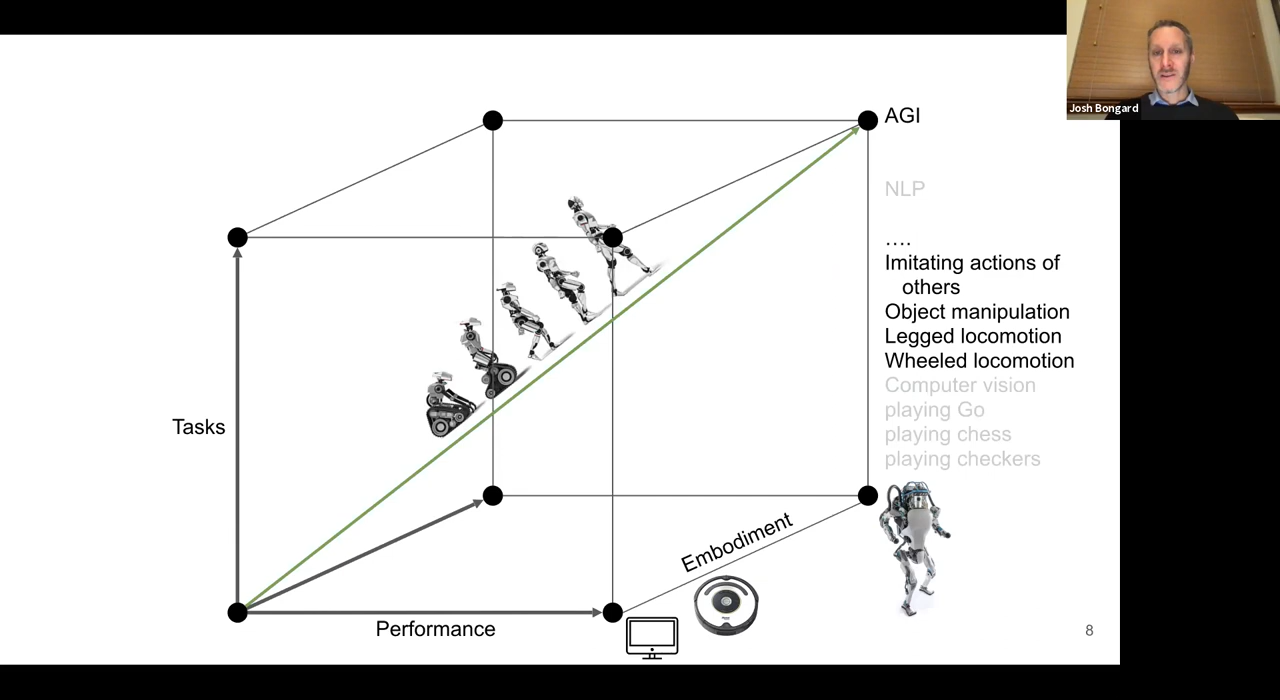 Josh Bongard
AGI
NLP
....
Imitating actions of
others
Object manipulation
Legged locomotion
Wheeled locomotion
Computer vision
playing Go
playing chess
playing checkers
Tasks
Embodiment
Performance
8